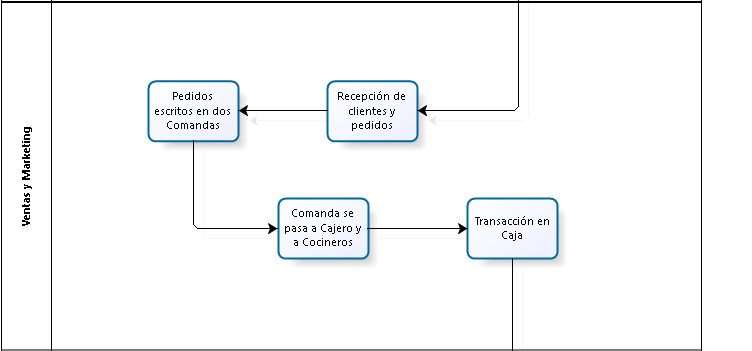 Ventas y Marketing
Pedidos
escritos en dos
Comandas
Recepción de
clientes y
pedidos
Comanda se
pasa a Cajero y
a Cocineros
Transacción en
Caja